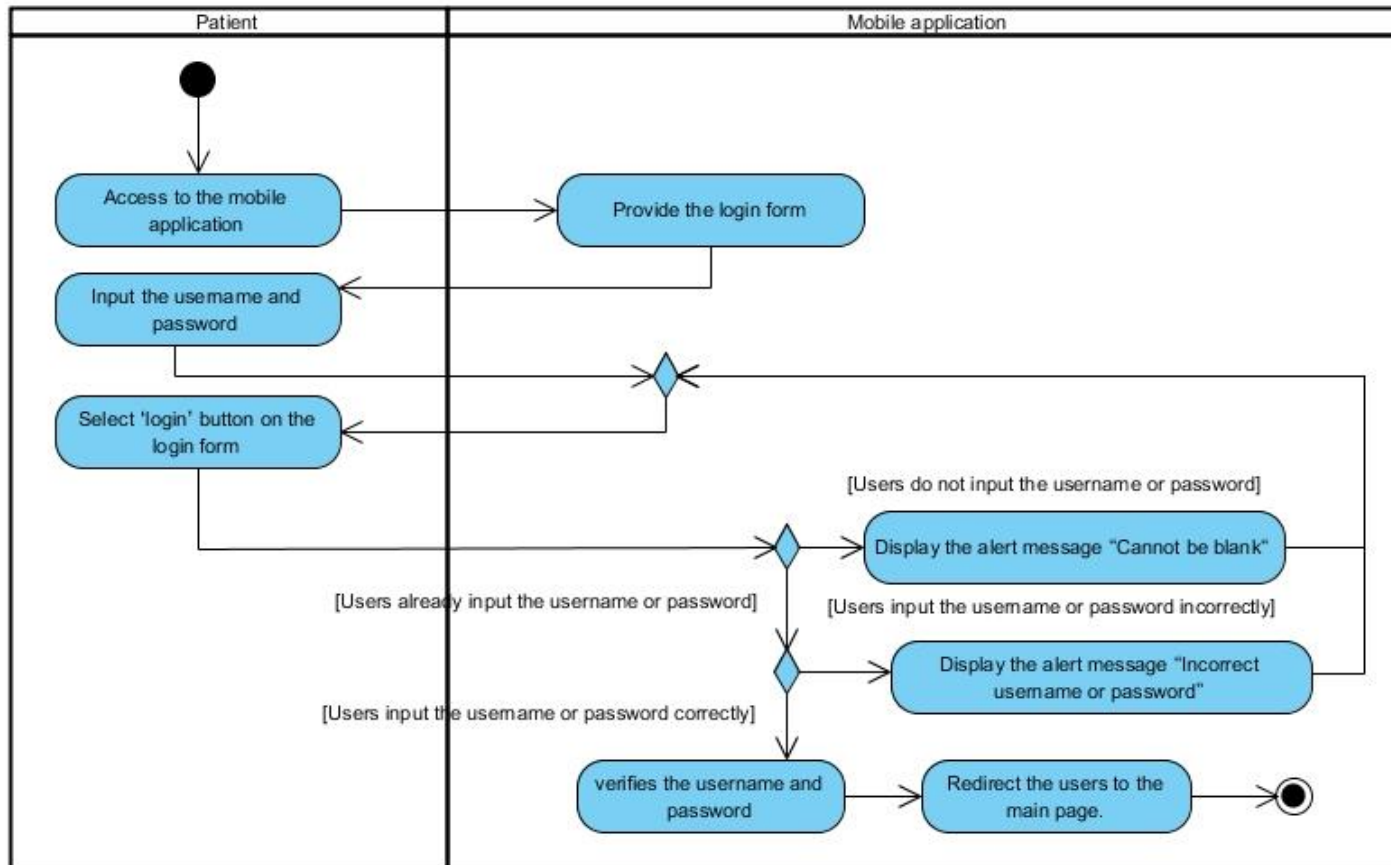 Patient
Mobile application
Access to the mobile
application
Provide the login form
Input the username and
password
Select 'login' button on the
login form
[Users do not input the username or password]
Display the alert message “Cannot be blank“
[Users already input the username or password]
[Users input the username or password incorrectly]
Display the alert message “Incorrect
username or password”
[Users input the username or password correctly]
verifies the username and
password
Redirect the users to the
main page.